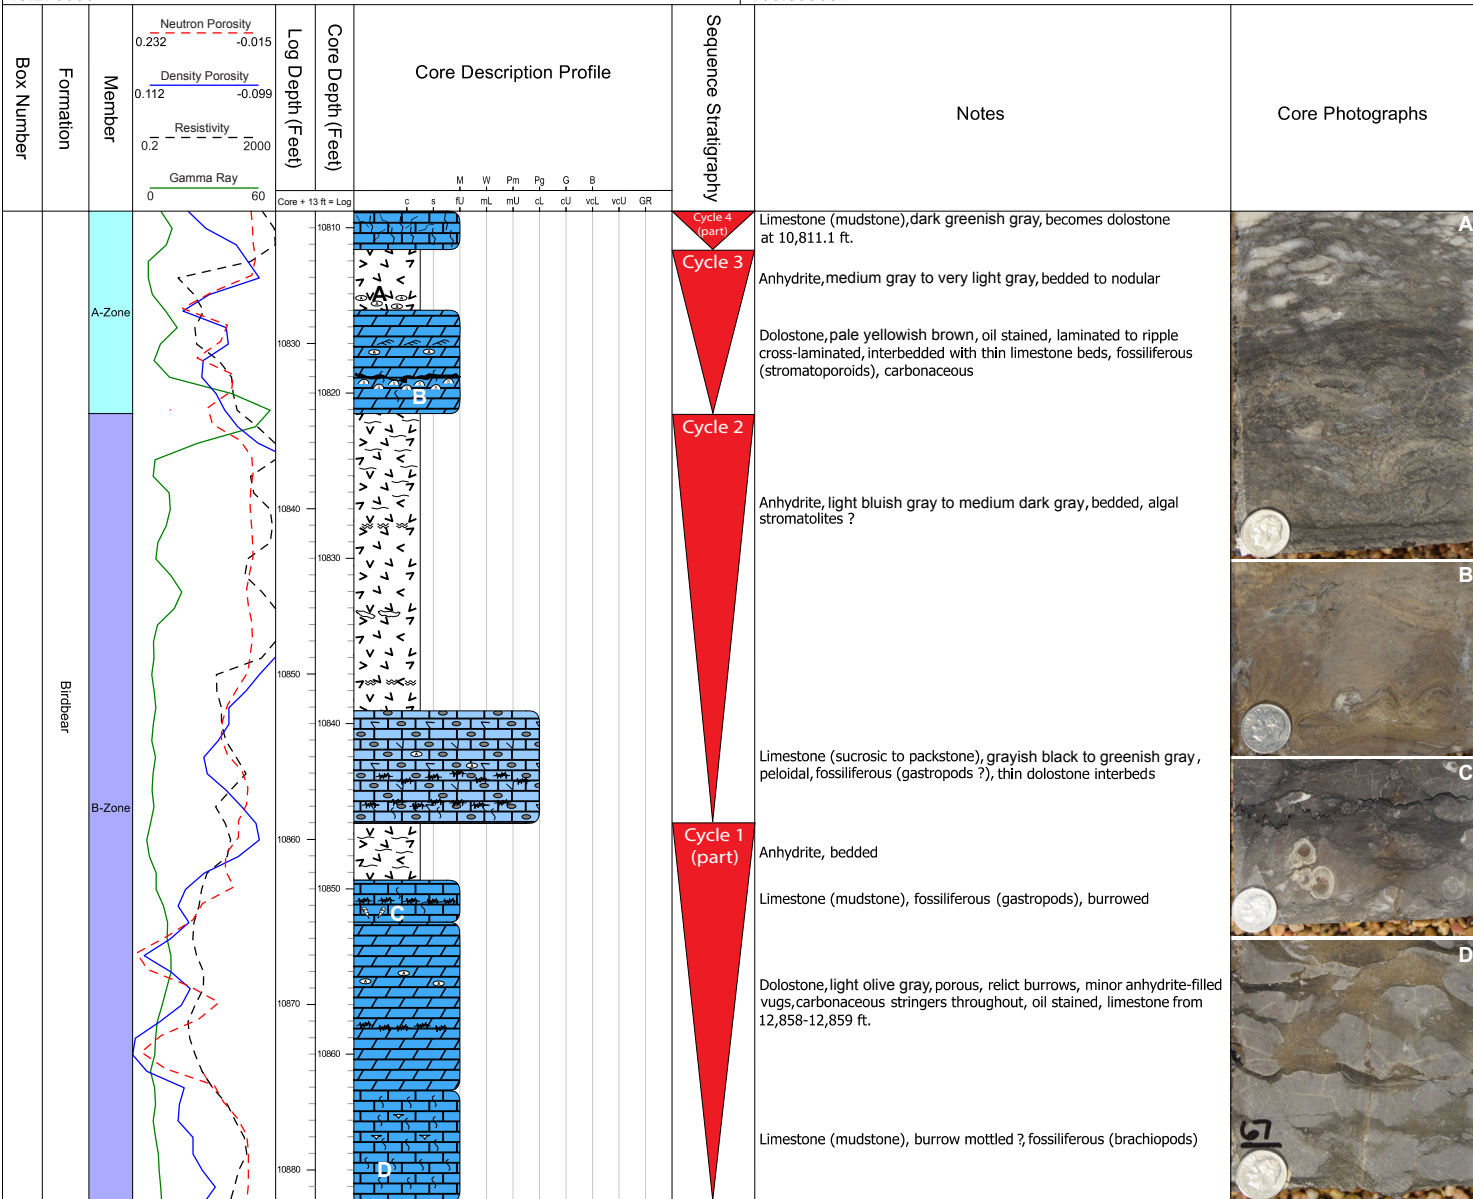 Box Number
Formation
Member
Neutron Porosity
0.232 -0.015
Density Porosity
0.112 -0.099
Resistivity
0.2 2000
Gamma Ray
0 60
Log Depth (Feet)
Core Depth (Feet)
Core + 13 ft = Log
Core Description Profile
M W Pm Pg G B
c s fU mL mU cL cU vcL vcU GR
Sequence Stratigraphy
Notes
Core Photographs
Birdbear
A-Zone
B-Zone
10810
10830
10840
10850
10860
10870
10880
10820
10830
10840
10850
10860
A
B
C
D
Cycle 4
(part)
Cycle 3
Cycle 2
Cycle 1
(part)
Limestone (mudstone), dark greenish gray, becomes dolostone
at 10,811.1 ft.
Anhydrite, medium gray to very light gray, bedded to nodular
Dolostone, pale yellowish brown, oil stained, laminated to ripple
cross-laminated, interbedded with thin limestone beds, fossiliferous
(stromatoporoids), carbonaceous
Anhydrite, light bluish gray to medium dark gray, bedded, algal
stromatolites ?
Limestone (sucrosic to packstone), grayish black to greenish gray,
peloidal, fossiliferous (gastropods ?), thin dolostone interbeds
Anhydrite, bedded
Limestone (mudstone), fossiliferous (gastropods), burrowed
Dolostone, light olive gray, porous, relict burrows, minor anhydrite-filled
vugs, carbonaceous stringers throughout, oil stained, limestone from
12,858-12,859 ft.
Limestone (mudstone), burrow mottled ?, fossiliferous (brachiopods)
A
B
C
D
67